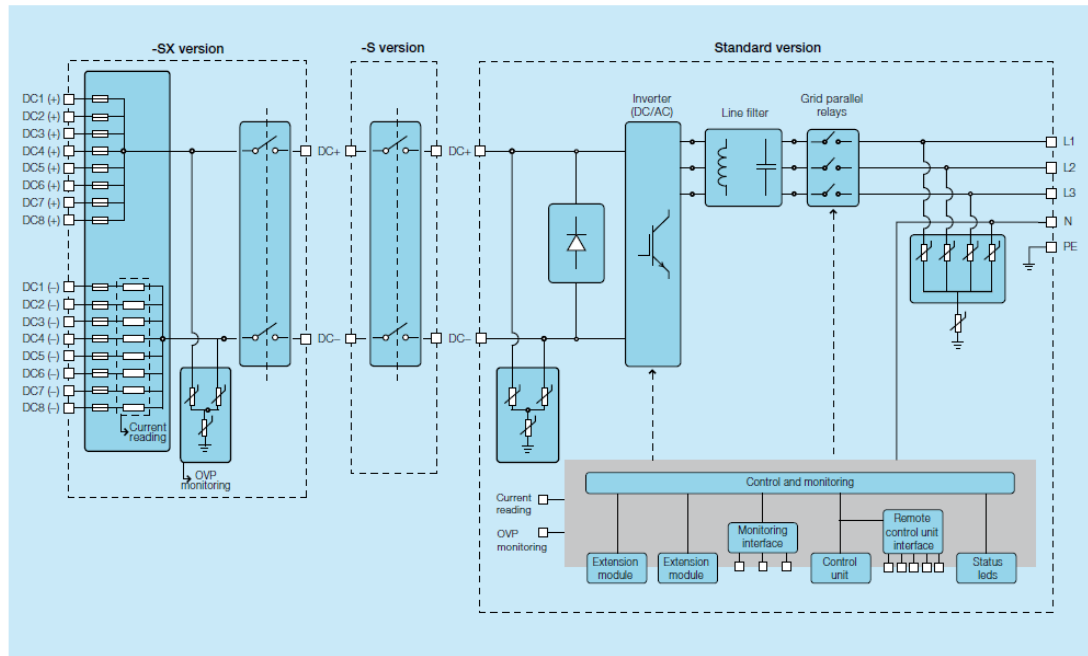 -SX version
-S version
Standard version
DC1 (+)
DC2 (+)
DC3 (+)
DC4 (+)
DC5 (+)
DC6 (+)
DC7 (+)
DC8 (+)
DC1 (–)
DC2 (–)
DC3 (–)
DC4 (–)
DC5 (–)
DC6 (–)
DC7 (–)
DC8 (–)
Current
reading
OVP
monitoring
DC+
DC–
DC+
DC–
Inverter
(DC/AC)
Line filter
Grid parallel
relays
L1
L2
L3
N
PE
Current
reading
OVP
monitoring
Control and monitoring
Extension
module
Extension
module
Monitoring
interface
Control
unit
Remote
control unit
interface
Status
leds